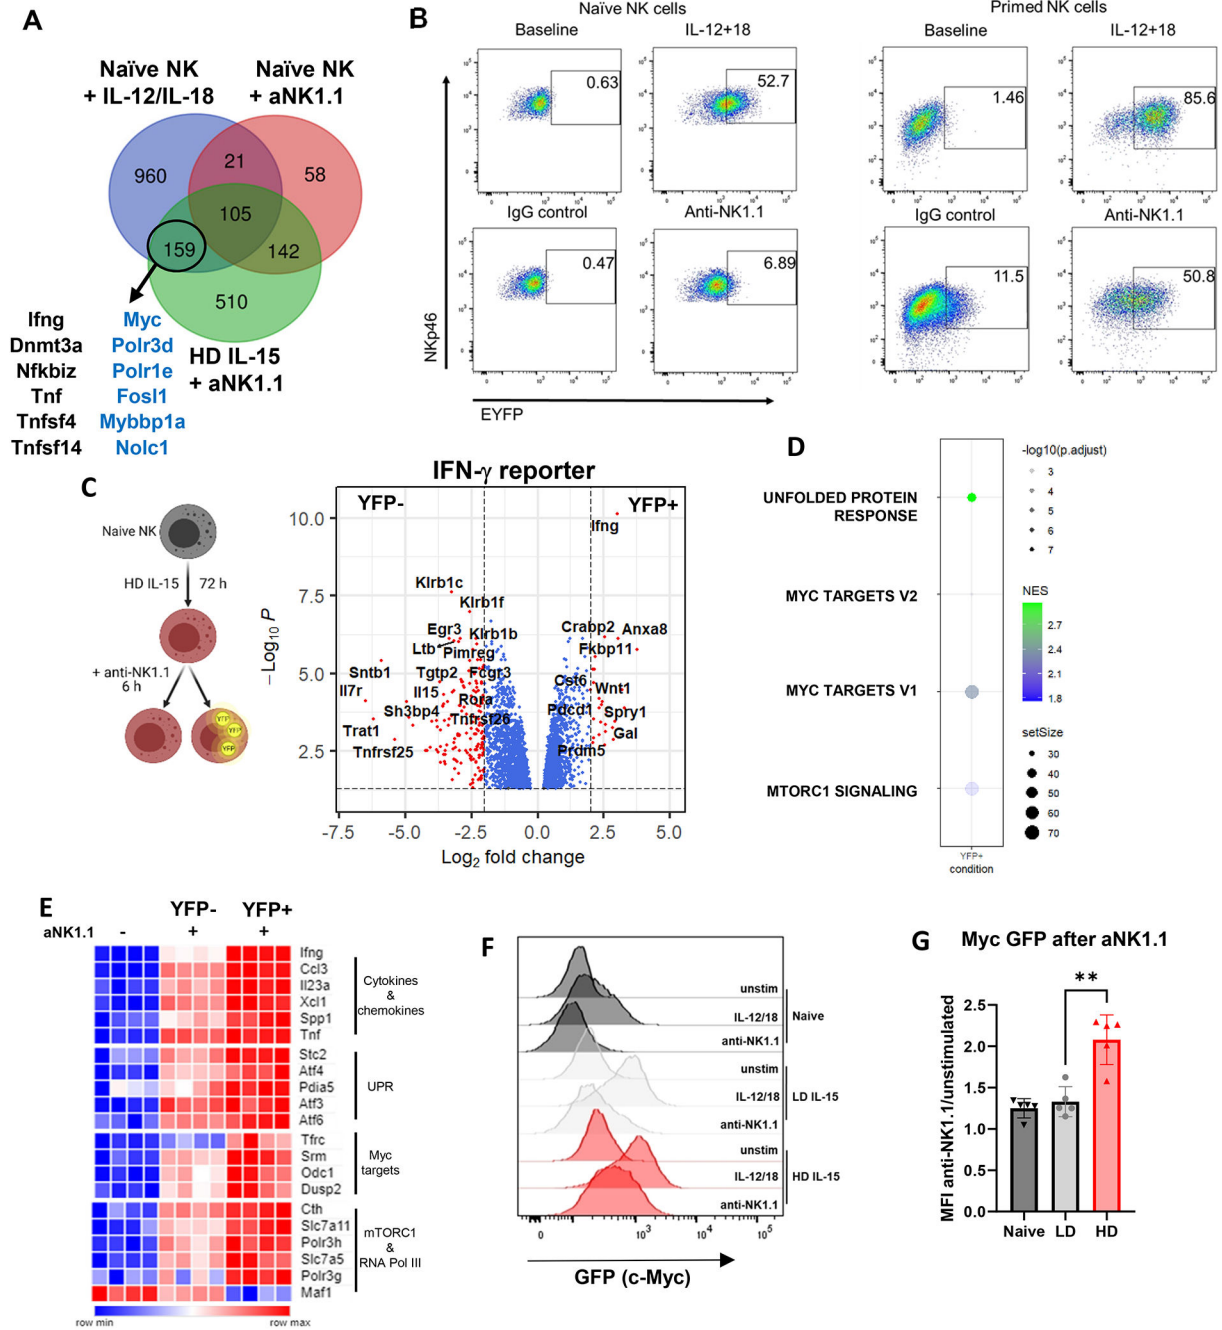 A
Naïve NK
+ IL-12/IL-18
Naïve NK
+ aNK1.1
960
21
58
105
159
142
510
HD IL-15
+ aNK1.1
Ifng
Dnmt3a
Nfkbiz
Tnf
Tnfsf4
Tnfsf14
Myc
Polr3d
Polr1e
Fosl1
Mybbp1a
Nolc1
B
Naïve NK cells
Baseline
IL-12+18
0.63
52.7
IgG control
Anti-NK1.1
0.47
6.89
NKp46
EYFP
Primed NK cells
Baseline
IL-12+18
1.46
85.6
IgG control
Anti-NK1.1
11.5
50.8
C
Naive NK
HD IL-15
72 h
+ anti-NK1.1
6 h
YFP
YFP
YFP
IFN-γ reporter
YFP-
YFP+
Ifng
Klrb1c
Klrb1f
Egr3
Klrb1b
Ltb
Pimreg
Sntb1
Tgtp2
Fcgr3
Il7r
Il15
Rora
Sh3bp4
Tnfrsf26
Trat1
Tnfrsf25
Crabp2
Anxa8
Fkbp11
Cst6
Wnt1
Pdcd1
Spry1
Gal
Prdm5
10.0
7.5
5.0
2.5
−Log10 P
-7.5
-5.0
-2.5
0.0
2.5
5.0
Log2 fold change
D
UNFOLDED PROTEIN
RESPONSE
MYC TARGETS V2
MYC TARGETS V1
MTORC1 SIGNALING
YFP+
condition
-log10(p.adjust)
3
4
5
6
7
NES
2.7
2.4
2.1
1.8
setSize
30
40
50
60
70
E
YFP-
YFP+
aNK1.1
-
+
+
Ifng
Ccl3
Il23a
Xcl1
Spp1
Tnf
Cytokines
&
chemokines
Stc2
Atf4
Pdia5
Atf3
Atf6
UPR
Tfrc
Srm
Odc1
Dusp2
Myc
targets
Cth
Slc7a11
Polr3h
Slc7a5
Polr3g
Maf1
mTORC1
&
RNA Pol III
row min
row max
F
unstim
IL-12/18
anti-NK1.1
Naive
unstim
IL-12/18
anti-NK1.1
LD IL-15
unstim
IL-12/18
anti-NK1.1
HD IL-15
0
10³
10⁴
10⁵
GFP (c-Myc)
G
Myc GFP after aNK1.1
**
MFI anti-NK1.1/unstimulated
2.5
2.0
1.5
1.0
0.5
0.0
Naive
LD
HD